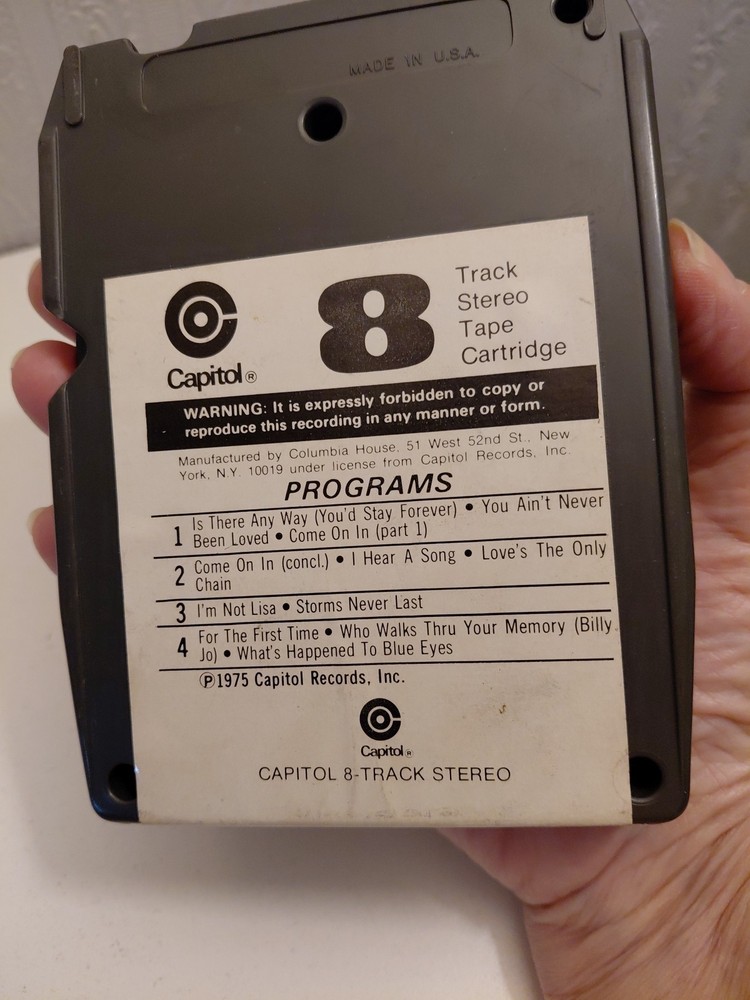 MADE IN U.S.A.
Capitol®
8
Track
Stereo
Tape
Cartridge
WARNING: It is expressly forbidden to copy or
reproduce this recording in any manner or form.
Manufactured by Columbia House. 51 West 52nd St., New
York, N.Y. 10019 under license from Capitol Records, Inc.
PROGRAMS
1 Is There Any Way (You'd Stay Forever) • You Ain't Never
Been Loved • Come On In (part 1)
2 Come On In (concl.) • I Hear A Song • Love's The Only
Chain
3 I'm Not Lisa • Storms Never Last
4 For The First Time • Who Walks Thru Your Memory (Billy
Jo) • What's Happened To Blue Eyes
℗1975 Capitol Records, Inc.
Capitol®
CAPITOL 8-TRACK STEREO